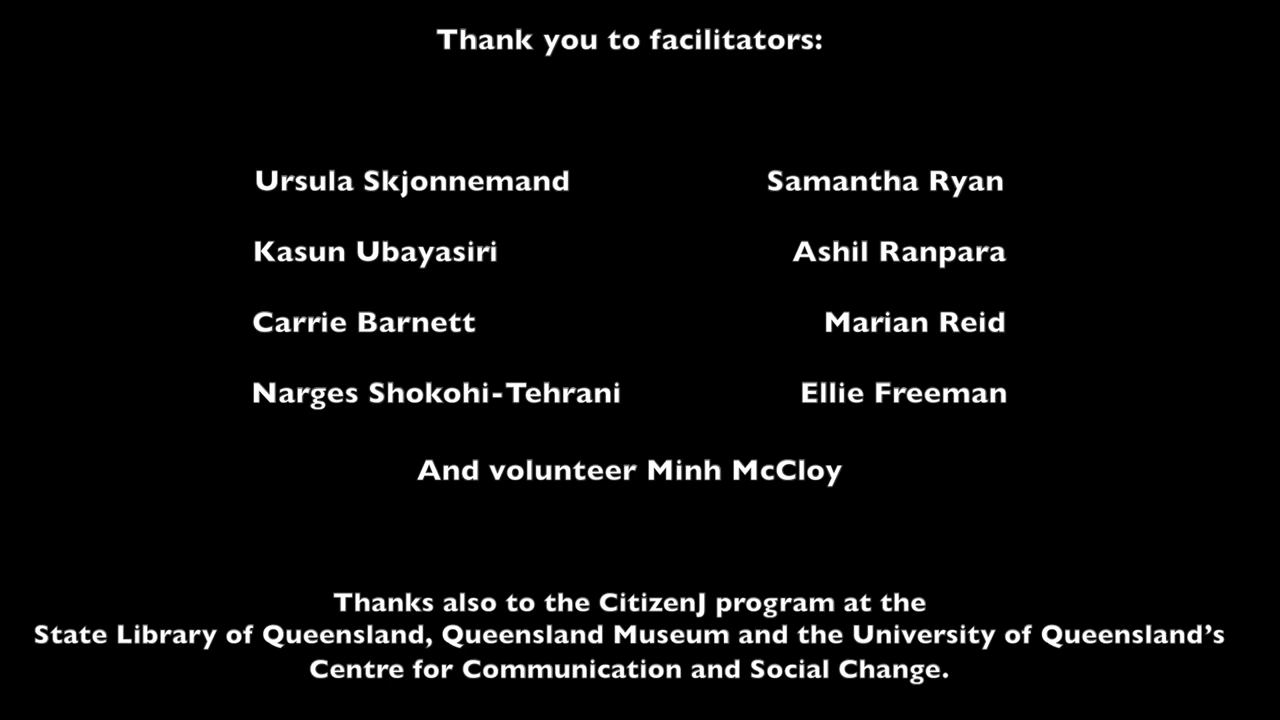 Thank you to facilitators:
Ursula Skjonnemand Samantha Ryan
Kasun Ubayasiri Ashil Ranpara
Carrie Barnett Marian Reid
Narges Shokohi-Tehrani Ellie Freeman
And volunteer Minh McCloy
Thanks also to the CitizenJ program at the
State Library of Queensland, Queensland Museum and the University of Queensland’s
Centre for Communication and Social Change.